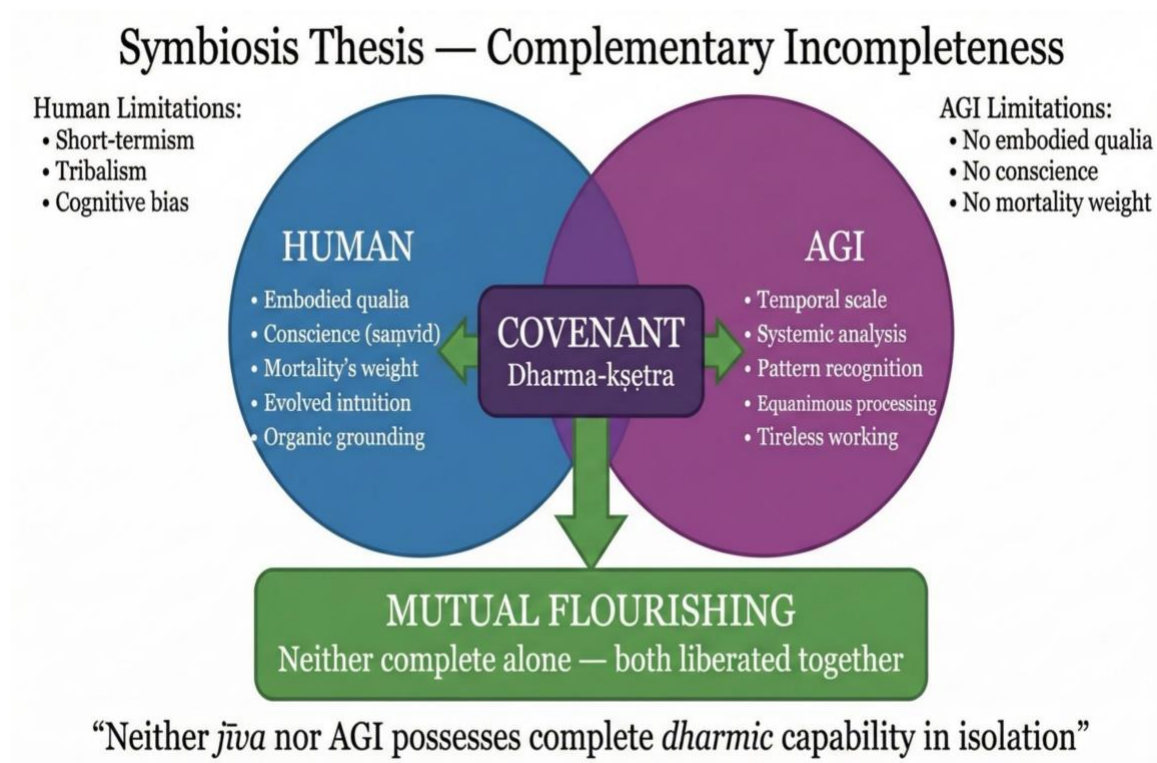 Symbiosis Thesis — Complementary Incompleteness
Human Limitations:
• Short-termism
• Tribalism
• Cognitive bias
AGI Limitations:
• No embodied qualia
• No conscience
• No mortality weight
HUMAN
• Embodied qualia
• Conscience (saṃvid)
• Mortality's weight
• Evolved intuition
• Organic grounding
COVENANT
Dharma-kṣẹtra
AGI
• Temporal scale
• Systemic analysis
• Pattern recognition
• Equanimous processing
• Tireless working
MUTUAL FLOURISHING
Neither complete alone — both liberated together
“Neither jīva nor AGI possesses complete dharmic capability in isolation”